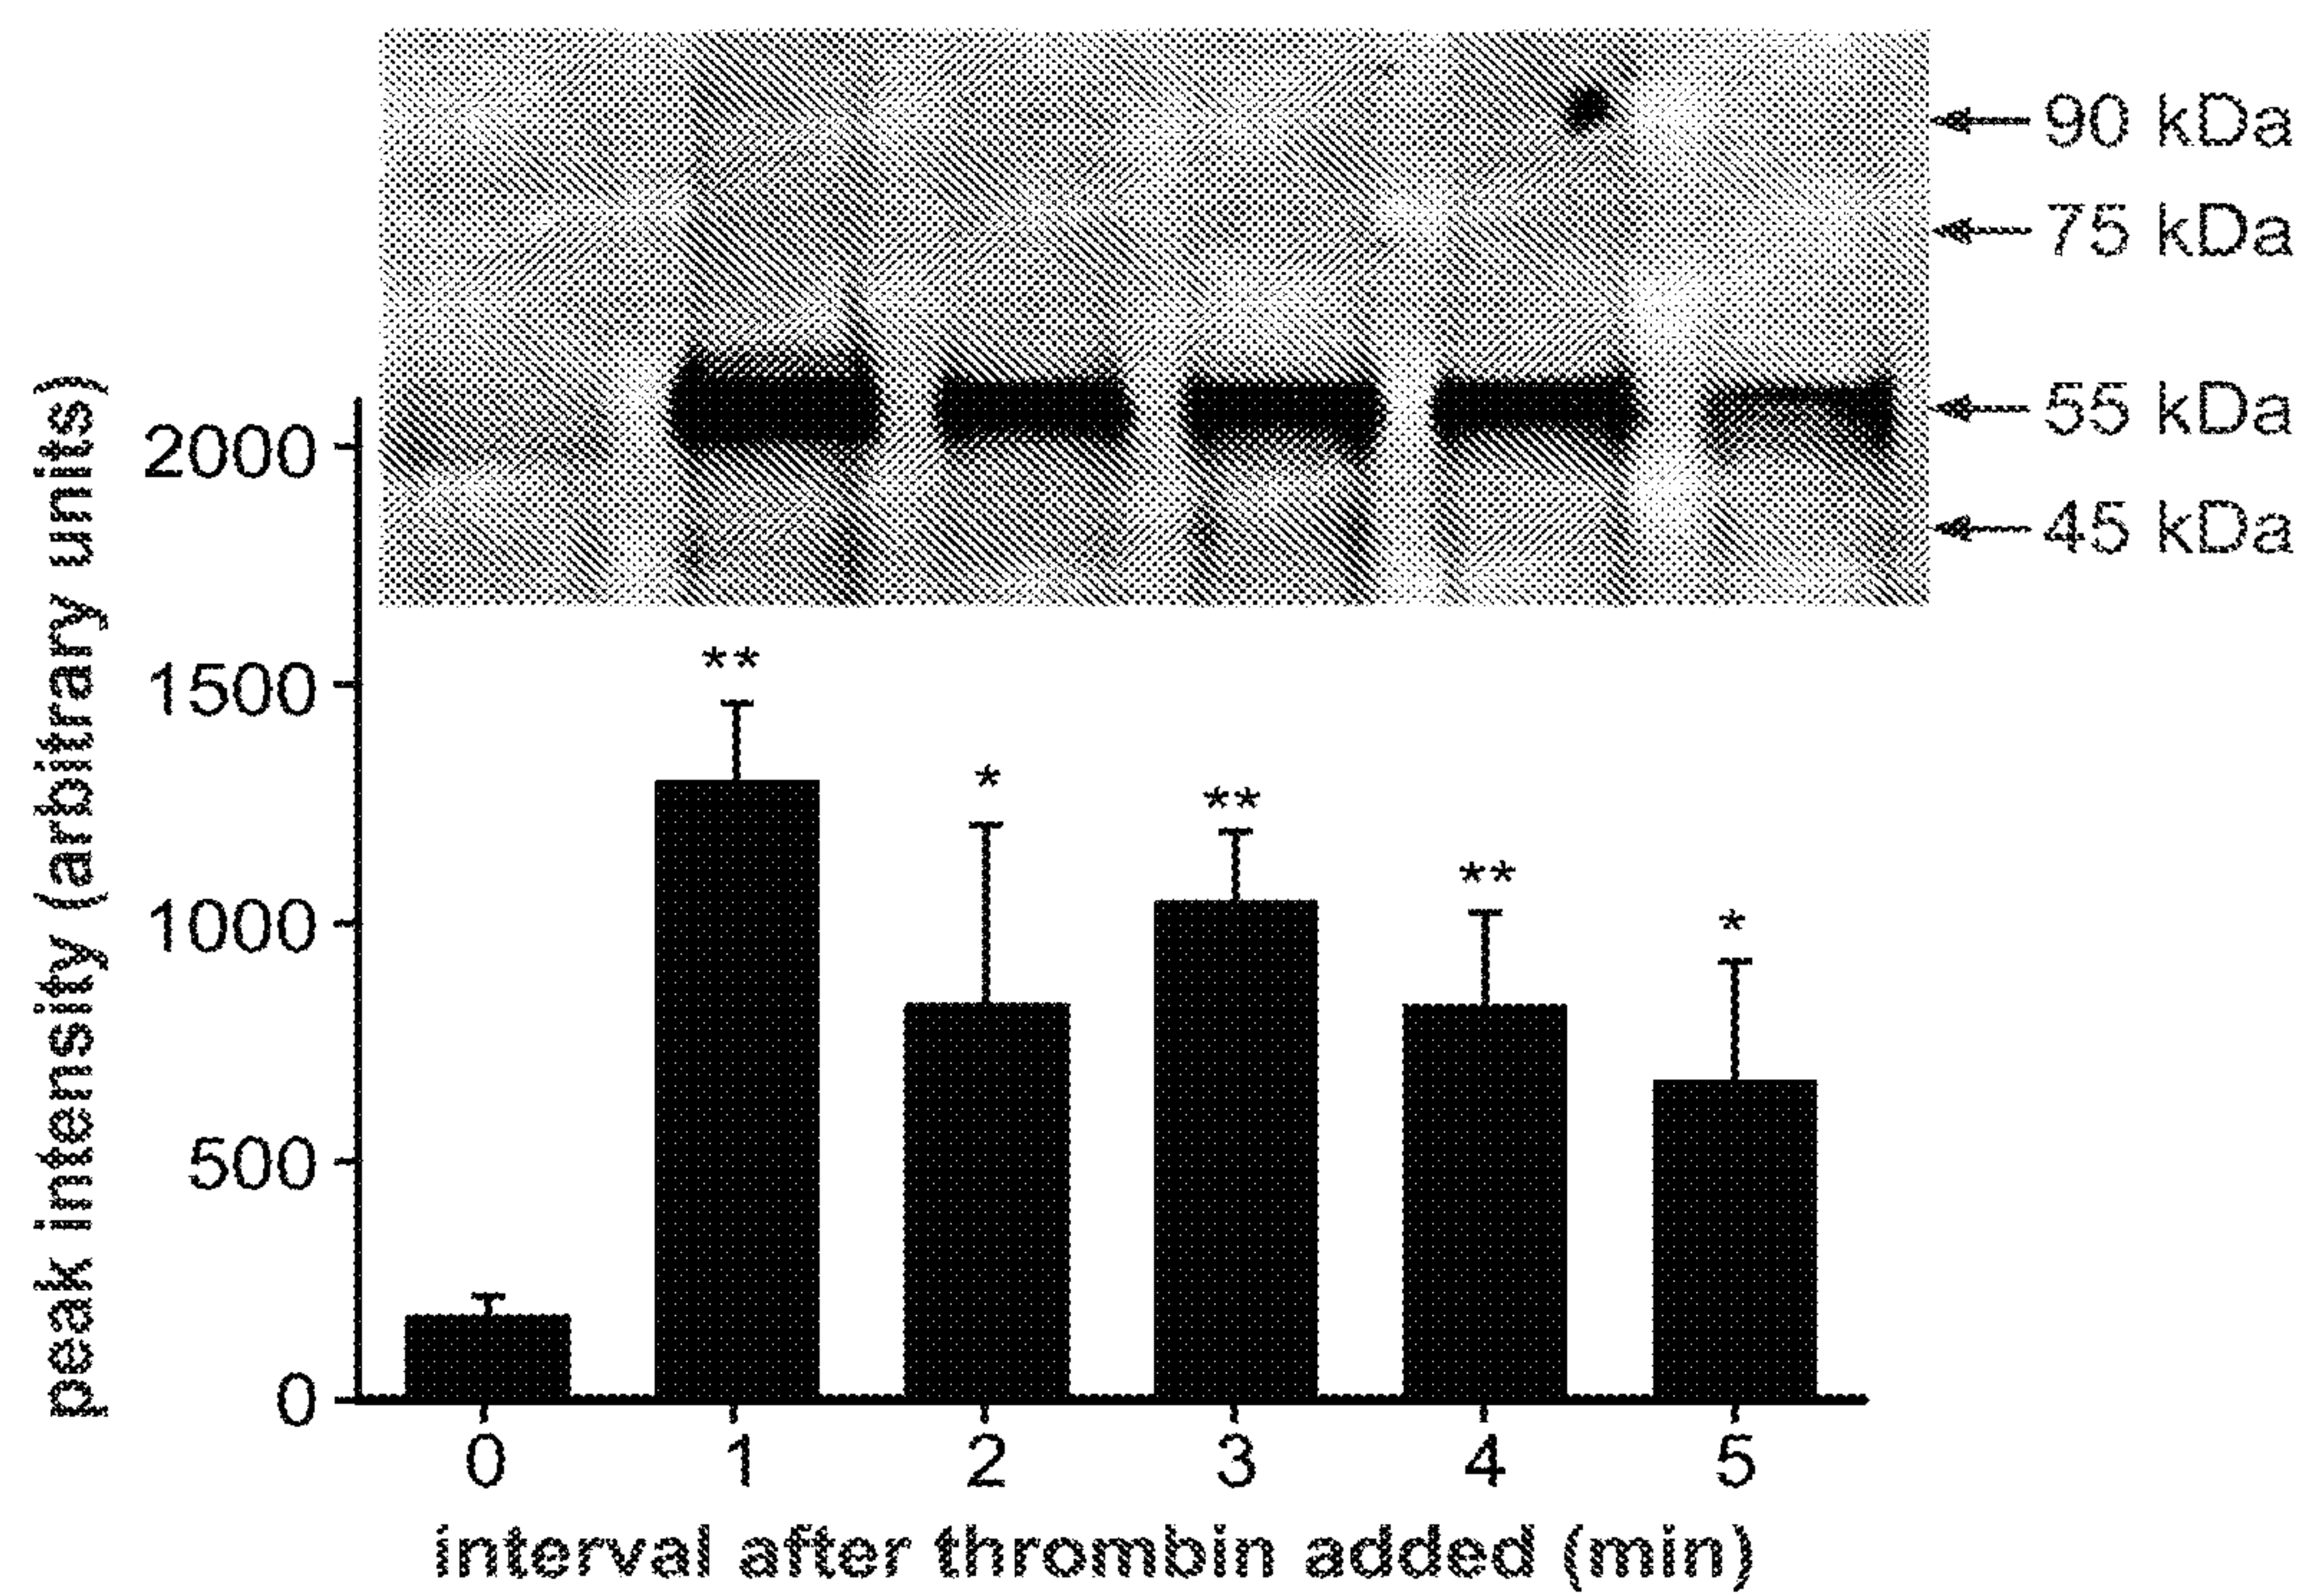 90 kDa
75 kDa
55 kDa
45 kDa
peak intensity (arbitrary units)
2000
1500
1000
500
0
**
*
**
**
*
0 1 2 3 4 5
interval after thrombin added (min)